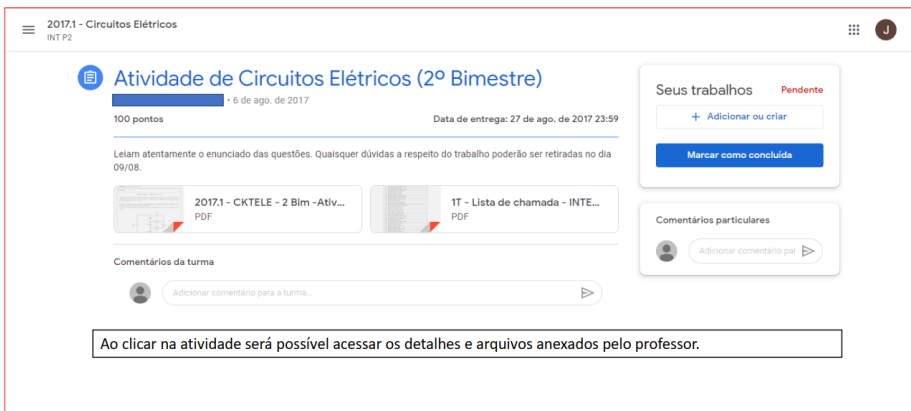 2017.1 - Circuitos Elétricos
INT P2
J
Atividade de Circuitos Elétricos (2º Bimestre)
• 6 de ago. de 2017
100 pontos
Data de entrega: 27 de ago. de 2017 23:59
Leiam atentamente o enunciado das questões. Quaisquer dúvidas a respeito do trabalho poderão ser retiradas no dia
09/08.
2017.1 - CKTELE - 2 Bim -Ativ...
PDF
1T - Lista de chamada - INTE...
PDF
Comentários da turma
Adicionar comentário para a turma...
Seus trabalhos
Pendente
+ Adicionar ou criar
Marcar como concluída
Comentários particulares
Adicionar comentário par
Ao clicar na atividade será possível acessar os detalhes e arquivos anexados pelo professor.